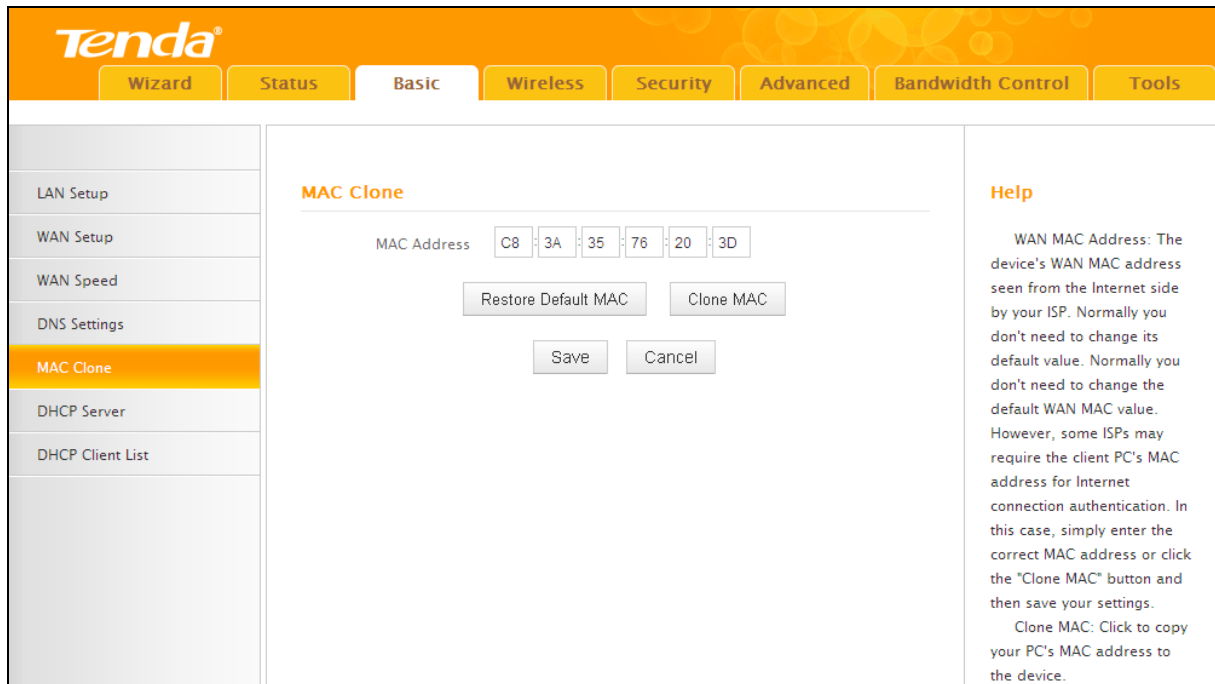 Tenda®
Wizard Status Basic Wireless Security Advanced Bandwidth Control Tools
LAN Setup
WAN Setup
WAN Speed
DNS Settings
MAC Clone
DHCP Server
DHCP Client List
MAC Clone
MAC Address C8 : 3A : 35 : 76 : 20 : 3D
Restore Default MAC Clone MAC
Save Cancel
Help
WAN MAC Address: The
device's WAN MAC address
seen from the Internet side
by your ISP. Normally you
don't need to change its
default value. Normally you
don't need to change the
default WAN MAC value.
However, some ISPs may
require the client PC's MAC
address for Internet
connection authentication. In
this case, simply enter the
correct MAC address or click
the "Clone MAC" button and
then save your settings.
Clone MAC: Click to copy
your PC's MAC address to
the device.